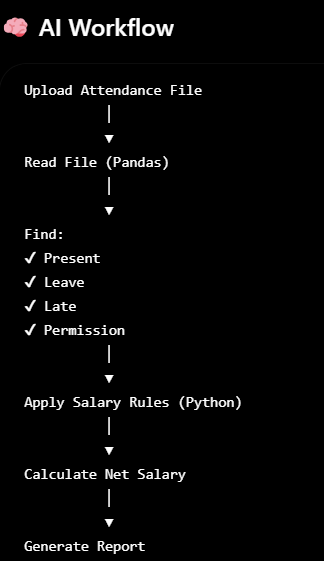 🧠 AI Workflow
Upload Attendance File
│
▼
Read File (Pandas)
│
▼
Find:
✓ Present
✓ Leave
✓ Late
✓ Permission
│
▼
Apply Salary Rules (Python)
│
▼
Calculate Net Salary
│
▼
Generate Report